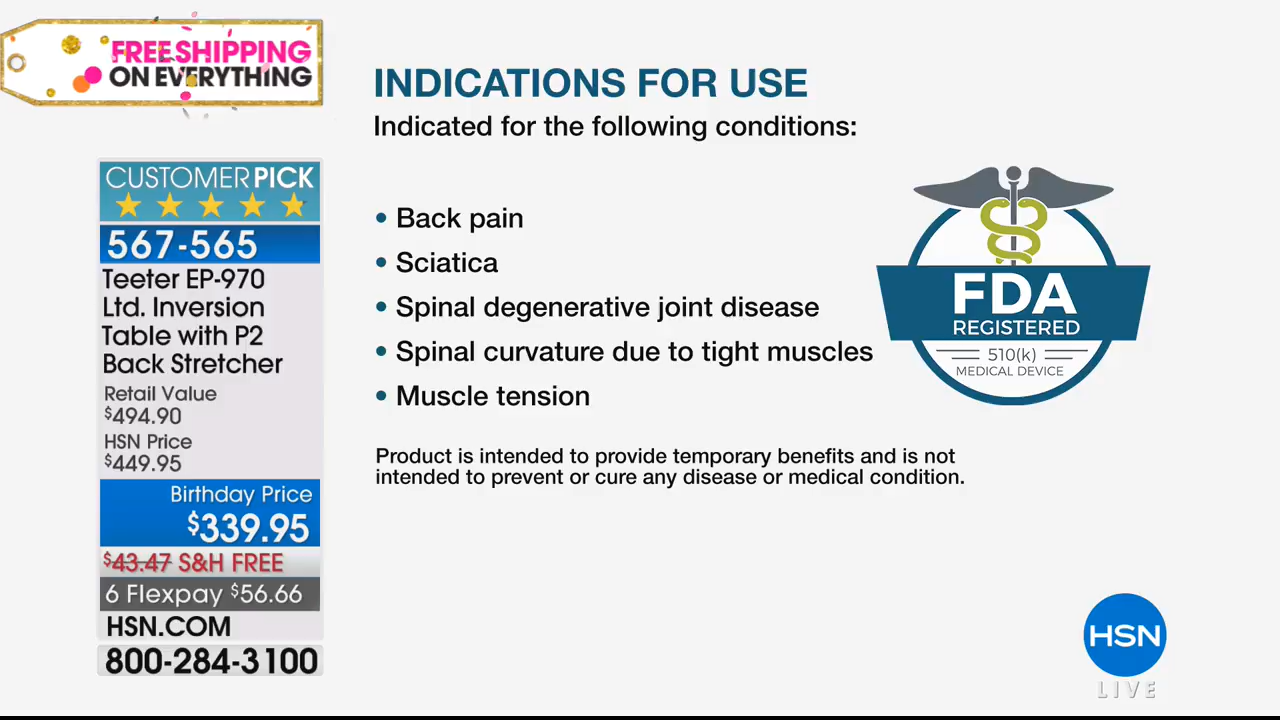 FREE SHIPPING
ON EVERYTHING
CUSTOMER PICK
567-565
Teeter EP-970
Ltd. Inversion
Table with P2
Back Stretcher
Retail Value
$494.90
HSN Price
$449.95
Birthday Price
$339.95
$43.47 S&H FREE
6 Flexpay $56.66
HSN.COM
800-284-3100
INDICATIONS FOR USE
Indicated for the following conditions:
• Back pain
• Sciatica
• Spinal degenerative joint disease
• Spinal curvature due to tight muscles
• Muscle tension
Product is intended to provide temporary benefits and is not
intended to prevent or cure any disease or medical condition.
FDA
REGISTERED
510(k)
MEDICAL DEVICE
HSN
LIVE